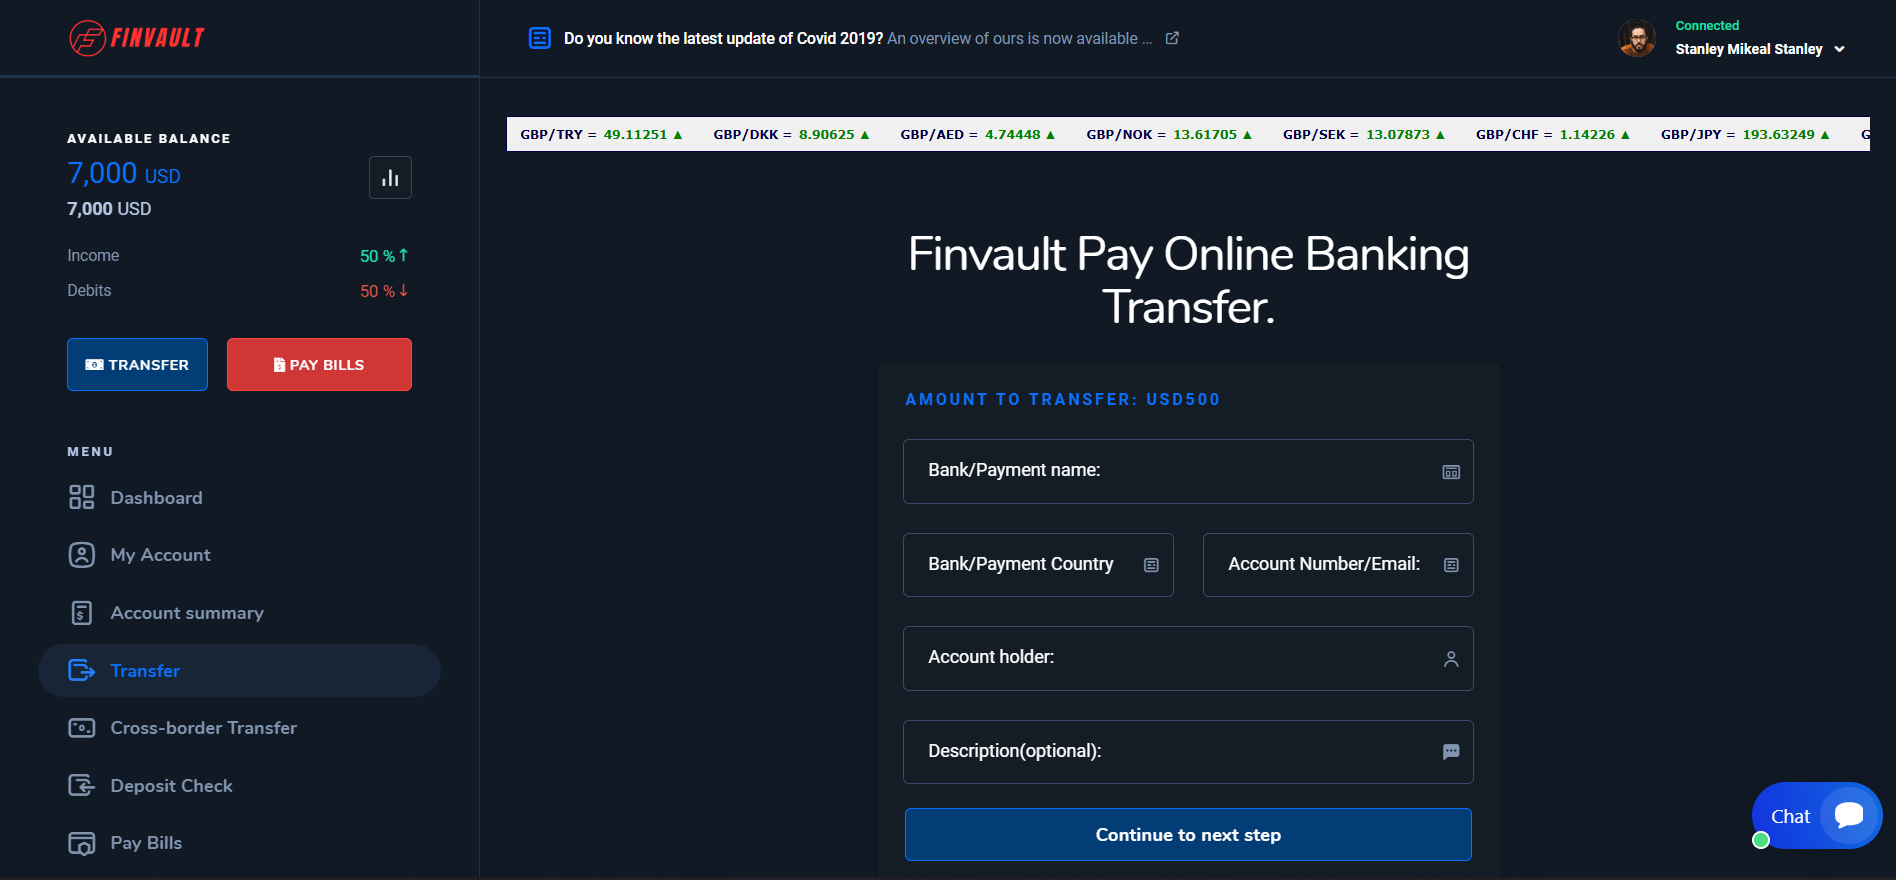 FINVAULT
Do you know the latest update of Covid 2019? An overview of ours is now available ...
Connected
Stanley Mikeal Stanley
AVAILABLE BALANCE
7,000 USD
7,000 USD
Income 50 %
Debits 50 %
TRANSFER PAY BILLS
MENU
Dashboard
My Account
Account summary
Transfer
Cross-border Transfer
Deposit Check
Pay Bills
GBP/TRY = 49.11251 ▲ GBP/DKK = 8.90625 ▲ GBP/AED = 4.74448 ▲ GBP/NOK = 13.61705 ▲ GBP/SEK = 13.07873 ▲ GBP/CHF = 1.14226 ▲ GBP/JPY = 193.63249 ▲ G
Finvault Pay Online Banking
Transfer.
AMOUNT TO TRANSFER: USD500
Bank/Payment name:
Bank/Payment Country Account Number/Email:
Account holder:
Description(optional):
Continue to next step
Chat